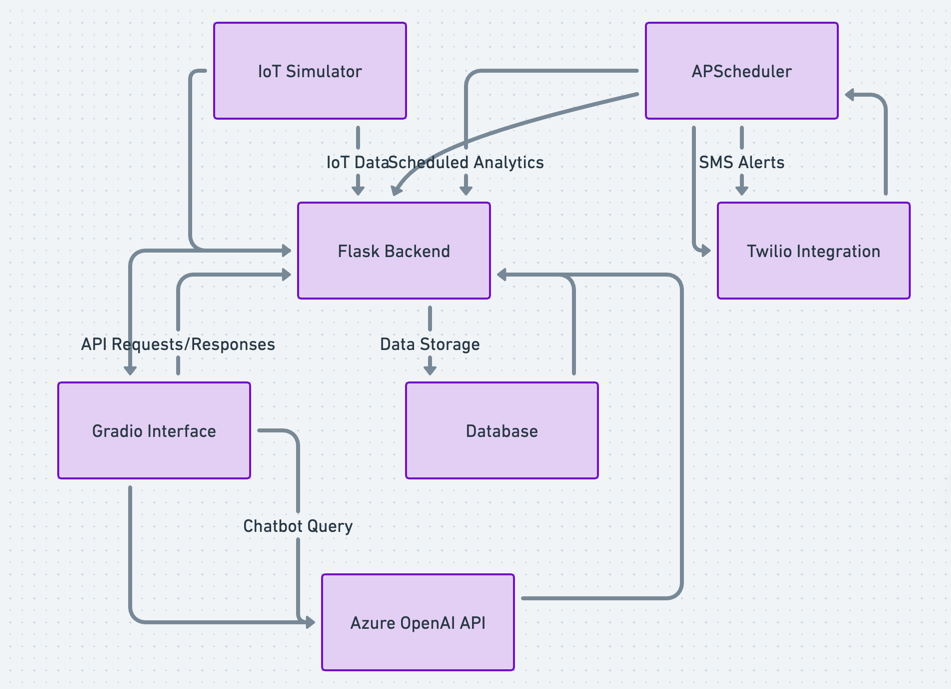 IoT Simulator
APScheduler
IoT Data
Scheduled Analytics
SMS Alerts
Flask Backend
Twilio Integration
API Requests/Responses
Data Storage
Gradio Interface
Database
Chatbot Query
Azure OpenAI API